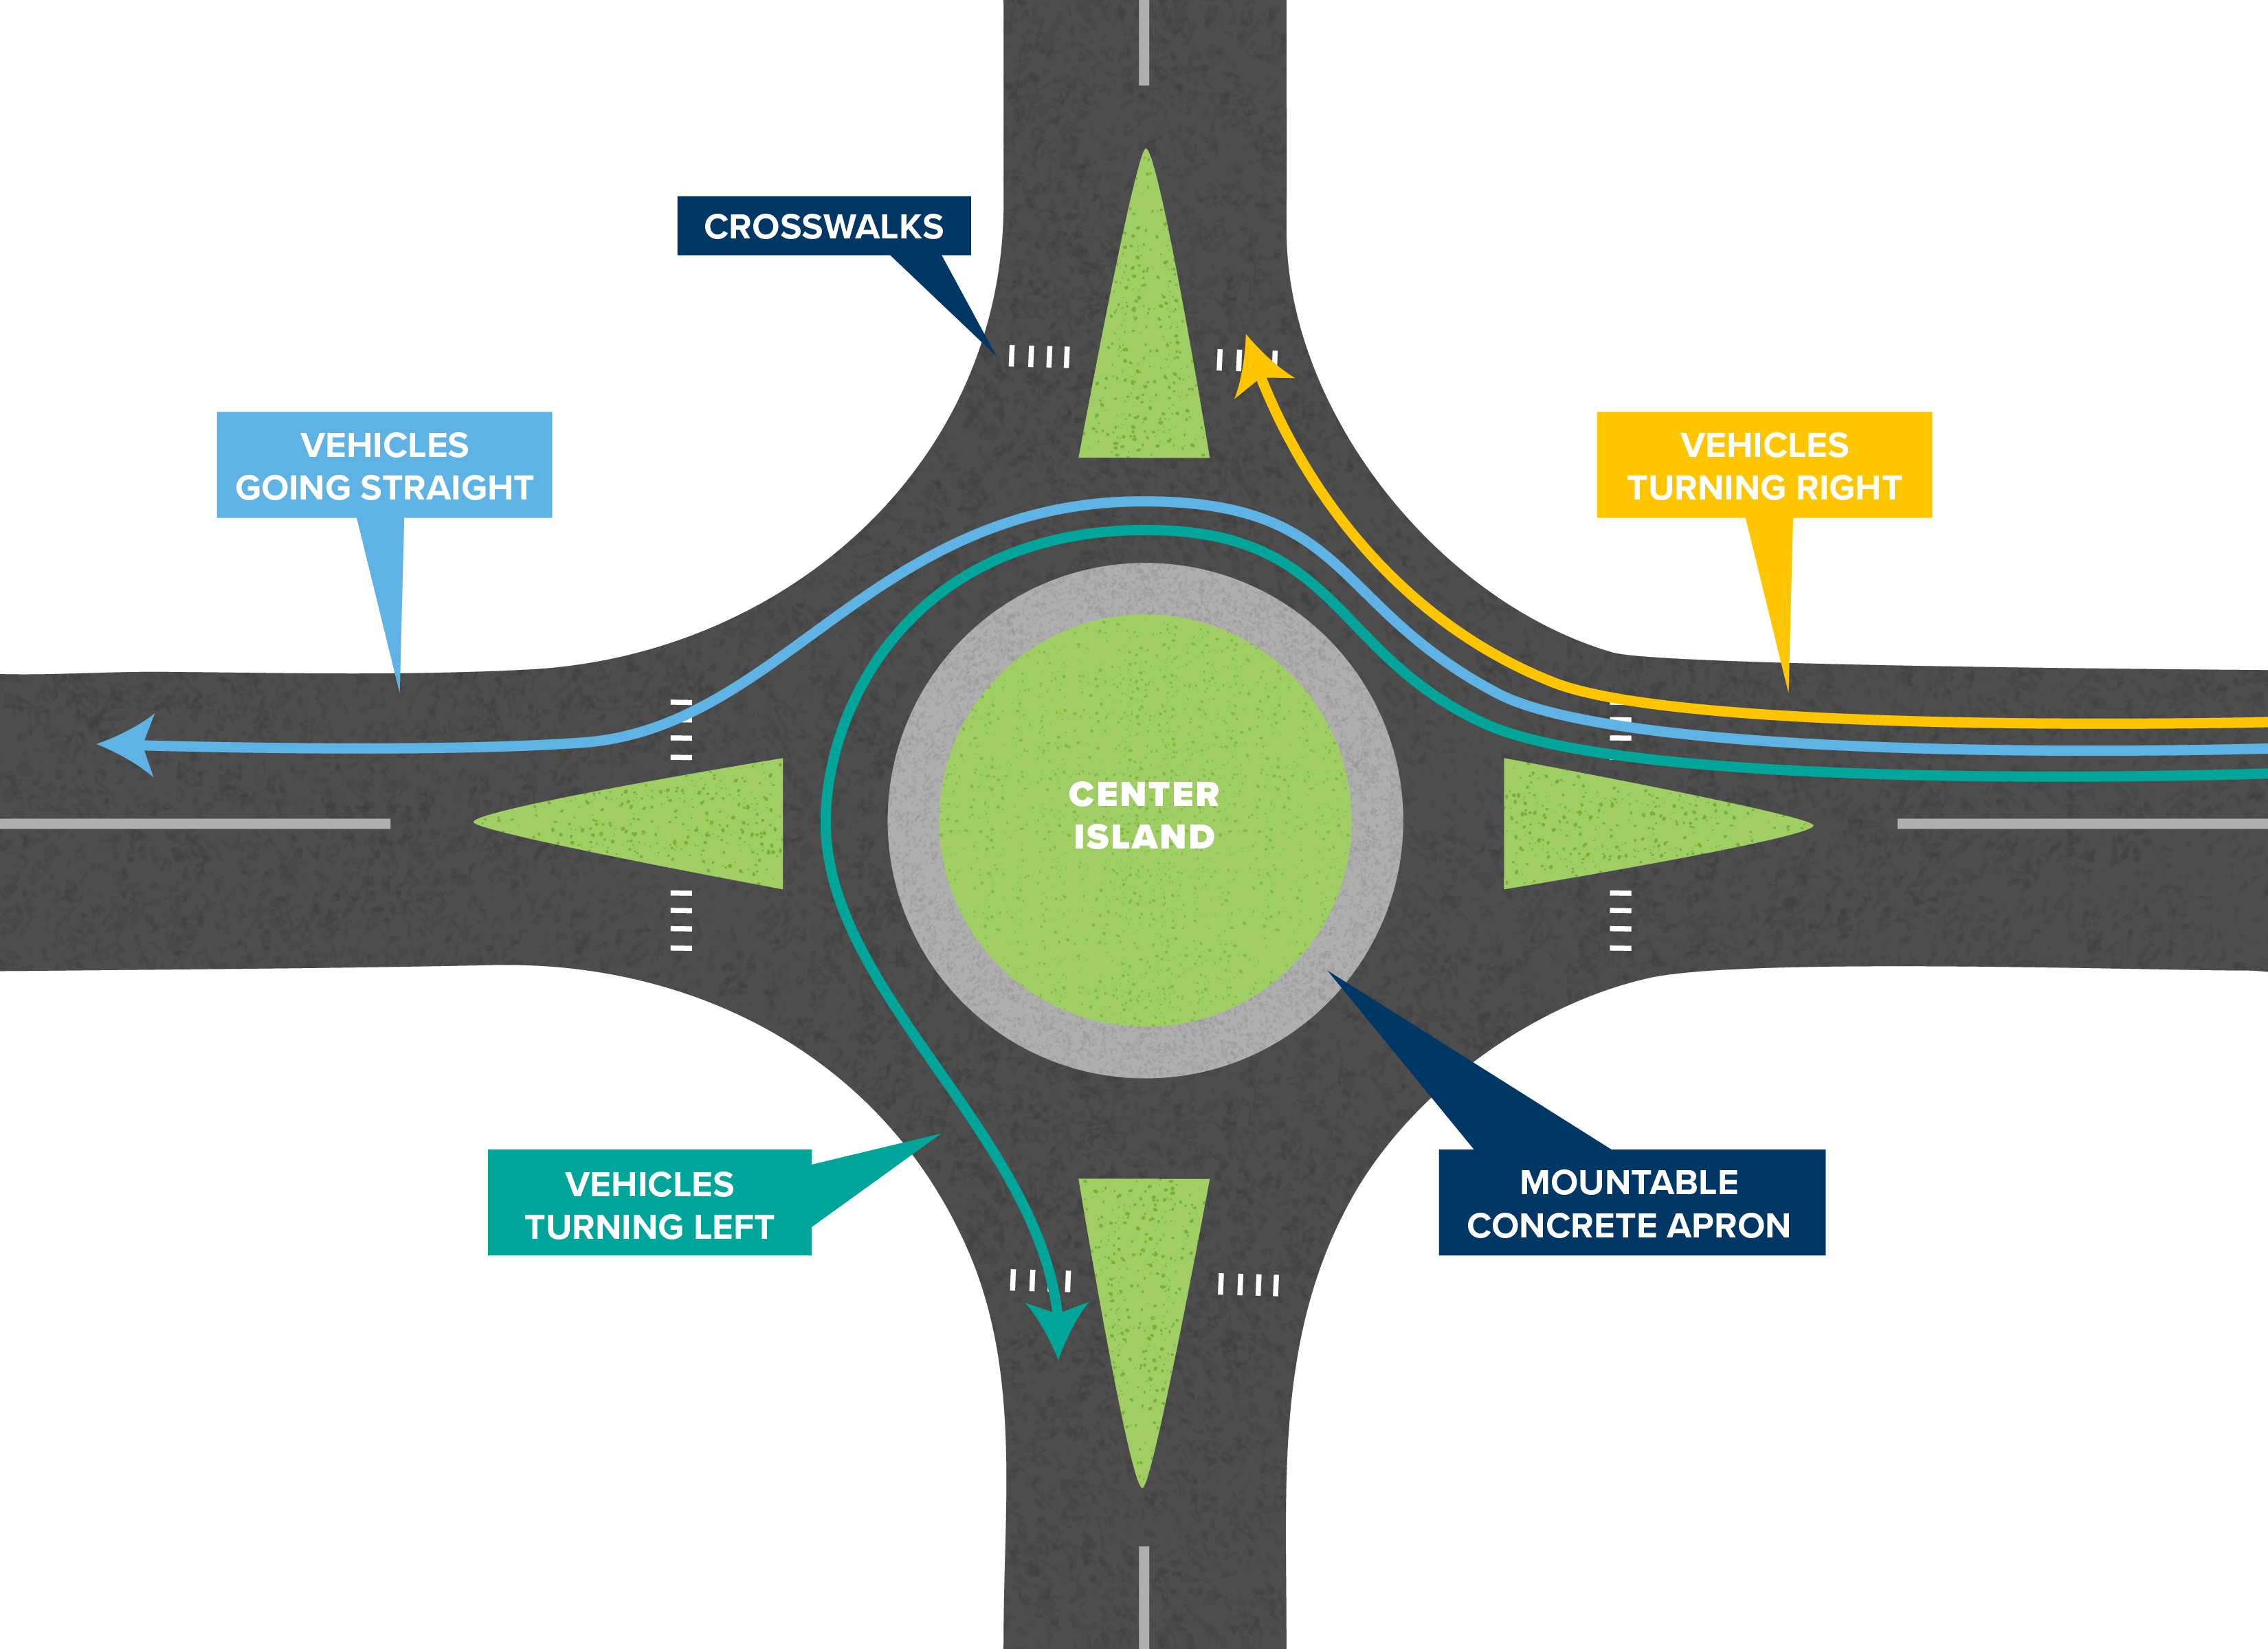 CROSSWALKS
VEHICLES
GOING STRAIGHT
VEHICLES
TURNING RIGHT
CENTER
ISLAND
VEHICLES
TURNING LEFT
MOUNTABLE
CONCRETE APRON